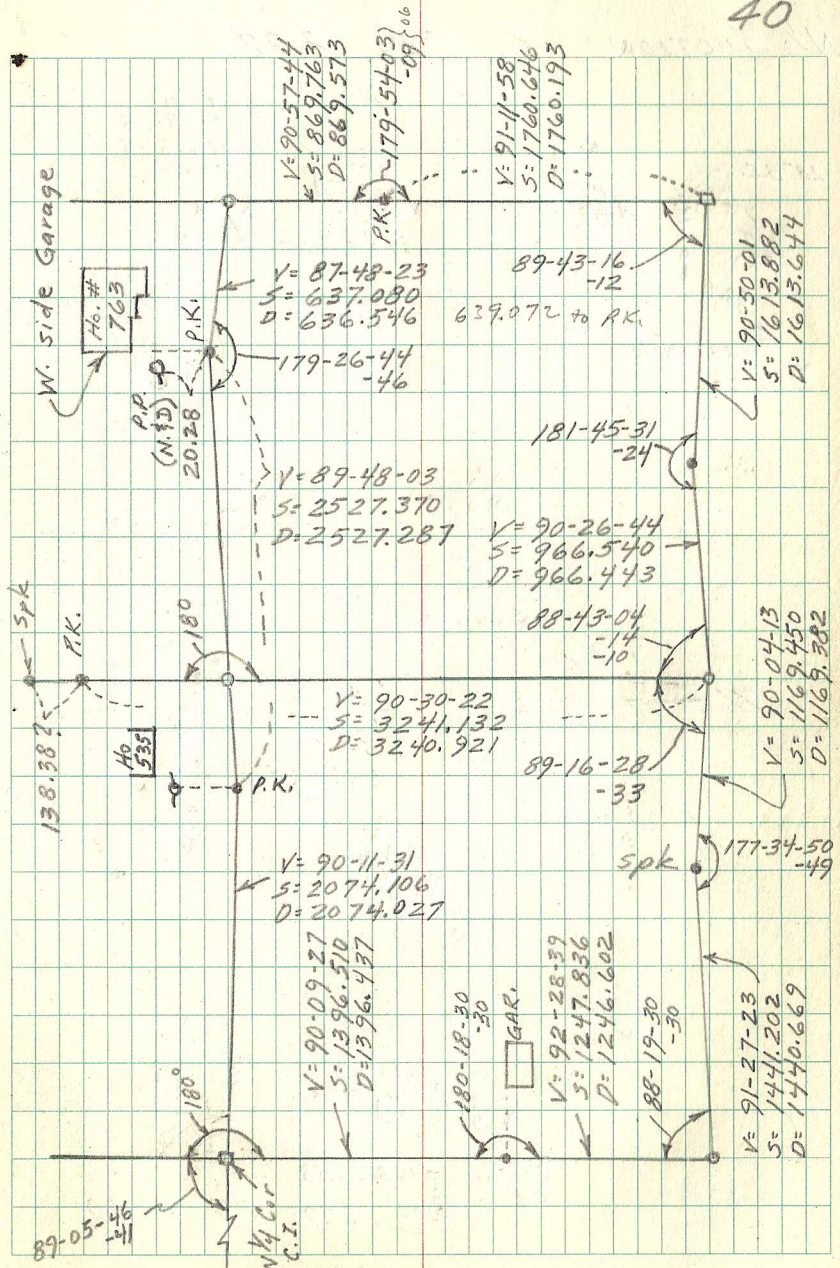 40
W. side Garage
Ho. #
763
V= 90-57-44
S= 869.763
D= 869.573
179-54-03
-09 } 06
P.K.
V= 91-11-58
S= 1760.646
D= 1760.193
P.K.
P.P.
(N.&D)
20.28
V= 87-48-23
S= 637.080
D= 636.546
639.072 to P.K.
89-43-16
-12
179-26-44
-46
V= 90-50-01
S= 1613.882
D= 1613.644
181-45-31
-24
V= 89-48-03
S= 2527.370
D= 2527.287
V= 90-26-44
S= 966.540
D= 966.443
Spk
P.K.
138.38?
180°
88-43-04
-14
-10
Ho
535
P.K.
V= 90-30-22
S= 3241.132
D= 3240.921
89-16-28
-33
V= 90-04-13
S= 1169.450
D= 1169.382
V= 90-11-31
S= 2074.106
D= 2074.027
Spk
177-34-50
-49
V= 90-09-27
S= 1396.510
D= 1396.437
180-18-30
-30
GAR.
V= 92-28-39
S= 1247.836
D= 1246.602
88-19-30
-30
V= 91-27-23
S= 1441.202
D= 1440.669
180°
89-05-46
-41
N 1/4 Cor
C.I.